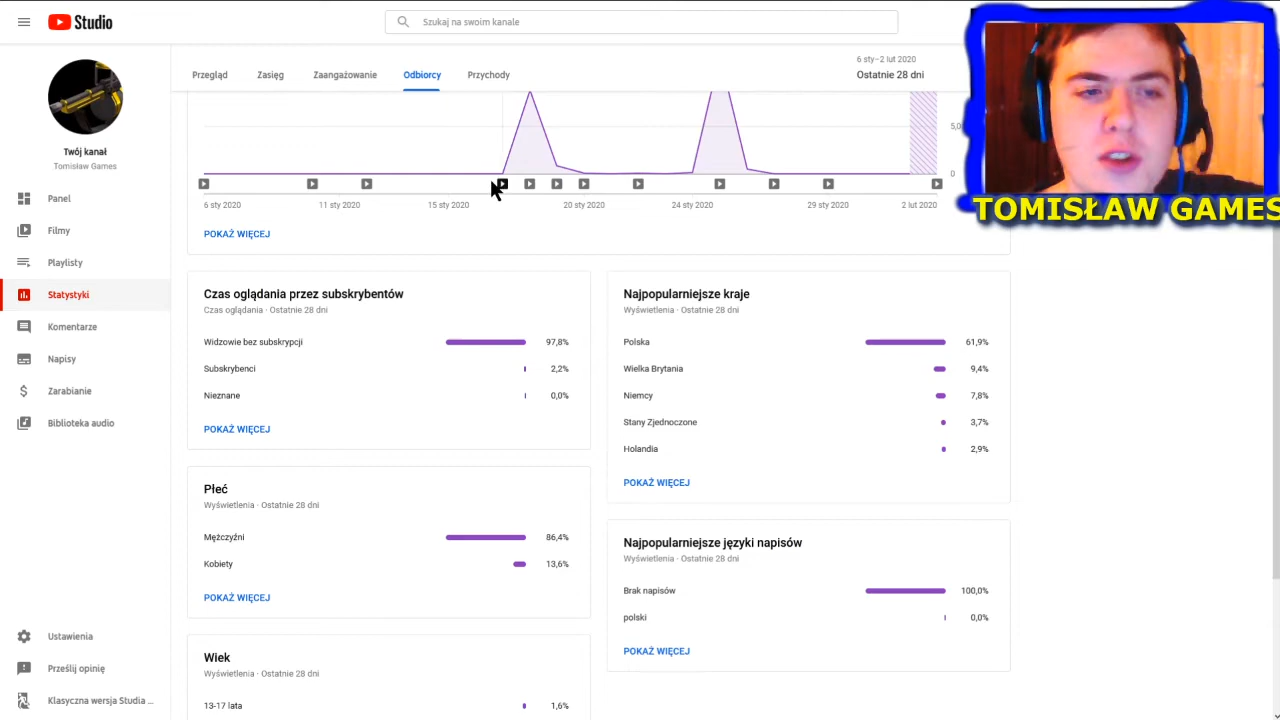 Studio
Szukaj na swoim kanale
Twój kanał
Tomisław Games
Panel
Filmy
Playlisty
Statystyki
Komentarze
Napisy
Zarabianie
Biblioteka audio
Ustawienia
Prześlij opinię
Klasyczna wersja Studia ...
Przegląd Zasięg Zaangażowanie Odbiorcy Przychody
6 sty–2 lut 2020
Ostatnie 28 dni
0
6 sty 2020 11 sty 2020 15 sty 2020 20 sty 2020 24 sty 2020 29 sty 2020 2 lut 2020
POKAŻ WIĘCEJ
TOMISŁAW GAMES
Czas oglądania przez subskrybentów
Czas oglądania · Ostatnie 28 dni
Widzowie bez subskrypcji 97,8%
Subskrybenci 2,2%
Nieznane 0,0%
POKAŻ WIĘCEJ
Płeć
Wyświetlenia · Ostatnie 28 dni
Mężczyźni 86,4%
Kobiety 13,6%
POKAŻ WIĘCEJ
Wiek
Wyświetlenia · Ostatnie 28 dni
13-17 lata 1,6%
Najpopularniejsze kraje
Wyświetlenia · Ostatnie 28 dni
Polska 61,9%
Wielka Brytania 9,4%
Niemcy 7,8%
Stany Zjednoczone 3,7%
Holandia 2,9%
POKAŻ WIĘCEJ
Najpopularniejsze języki napisów
Wyświetlenia · Ostatnie 28 dni
Brak napisów 100,0%
polski 0,0%
POKAŻ WIĘCEJ